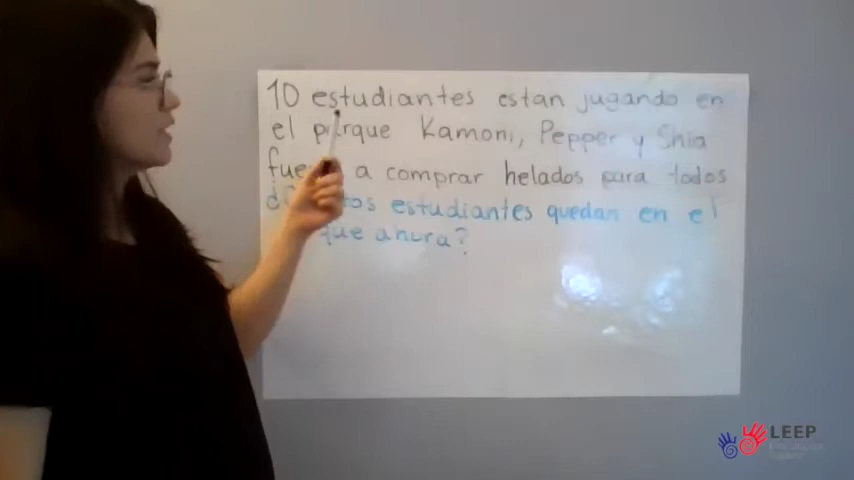 10 estudiantes estan jugando en
el parque Kamoni, Pepper y Shia
a comprar helados para todos
estudiantes quedan en el
ahora?
LEEP